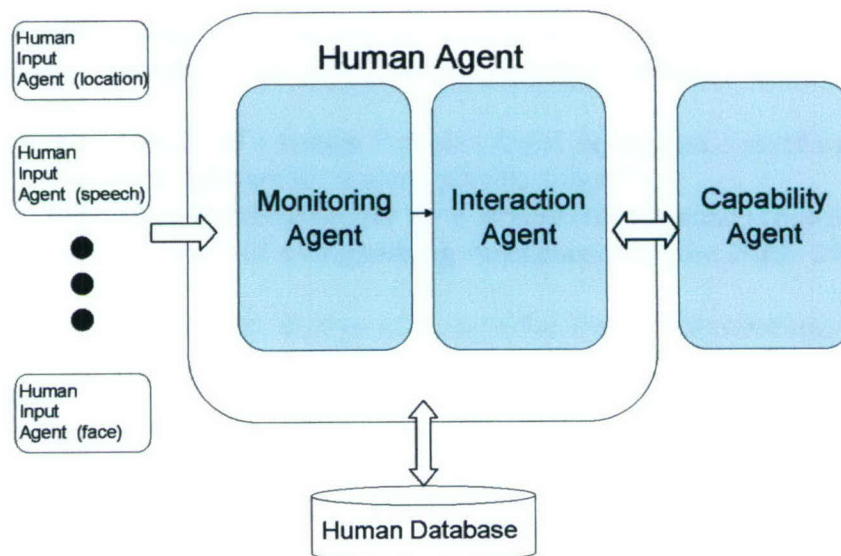 Human
Input
Agent (location)
Human
Input
Agent (speech)
Human
Input
Agent (face)
Human Agent
Monitoring
Agent
Interaction
Agent
Capability
Agent
Human Database